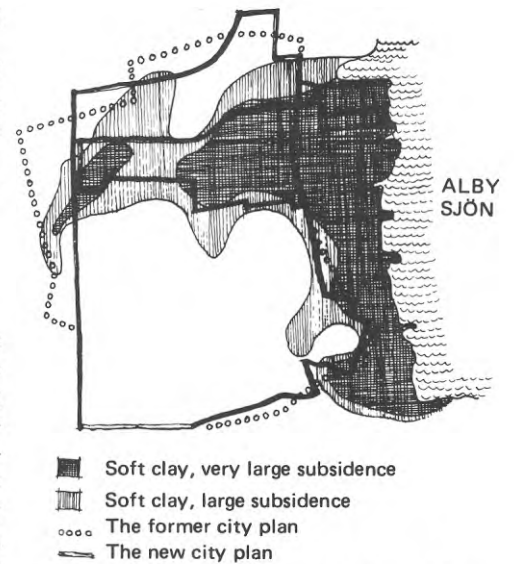 ALBY
SJÖN
Soft clay, very large subsidence
Soft clay, large subsidence
The former city plan
The new city plan